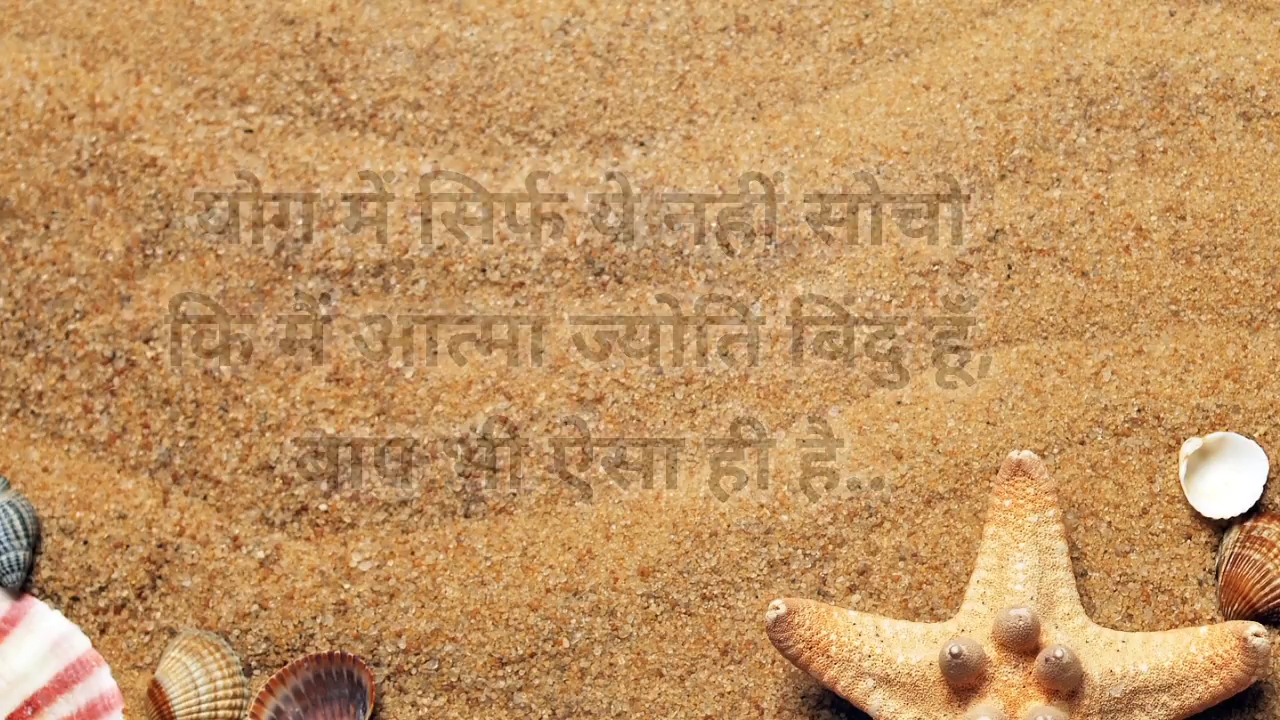 योग में सिर्फ ये नहीं सोचो
कि मैं आत्मा ज्योति बिंदु हूँ,
बाप भी ऐसा ही है..